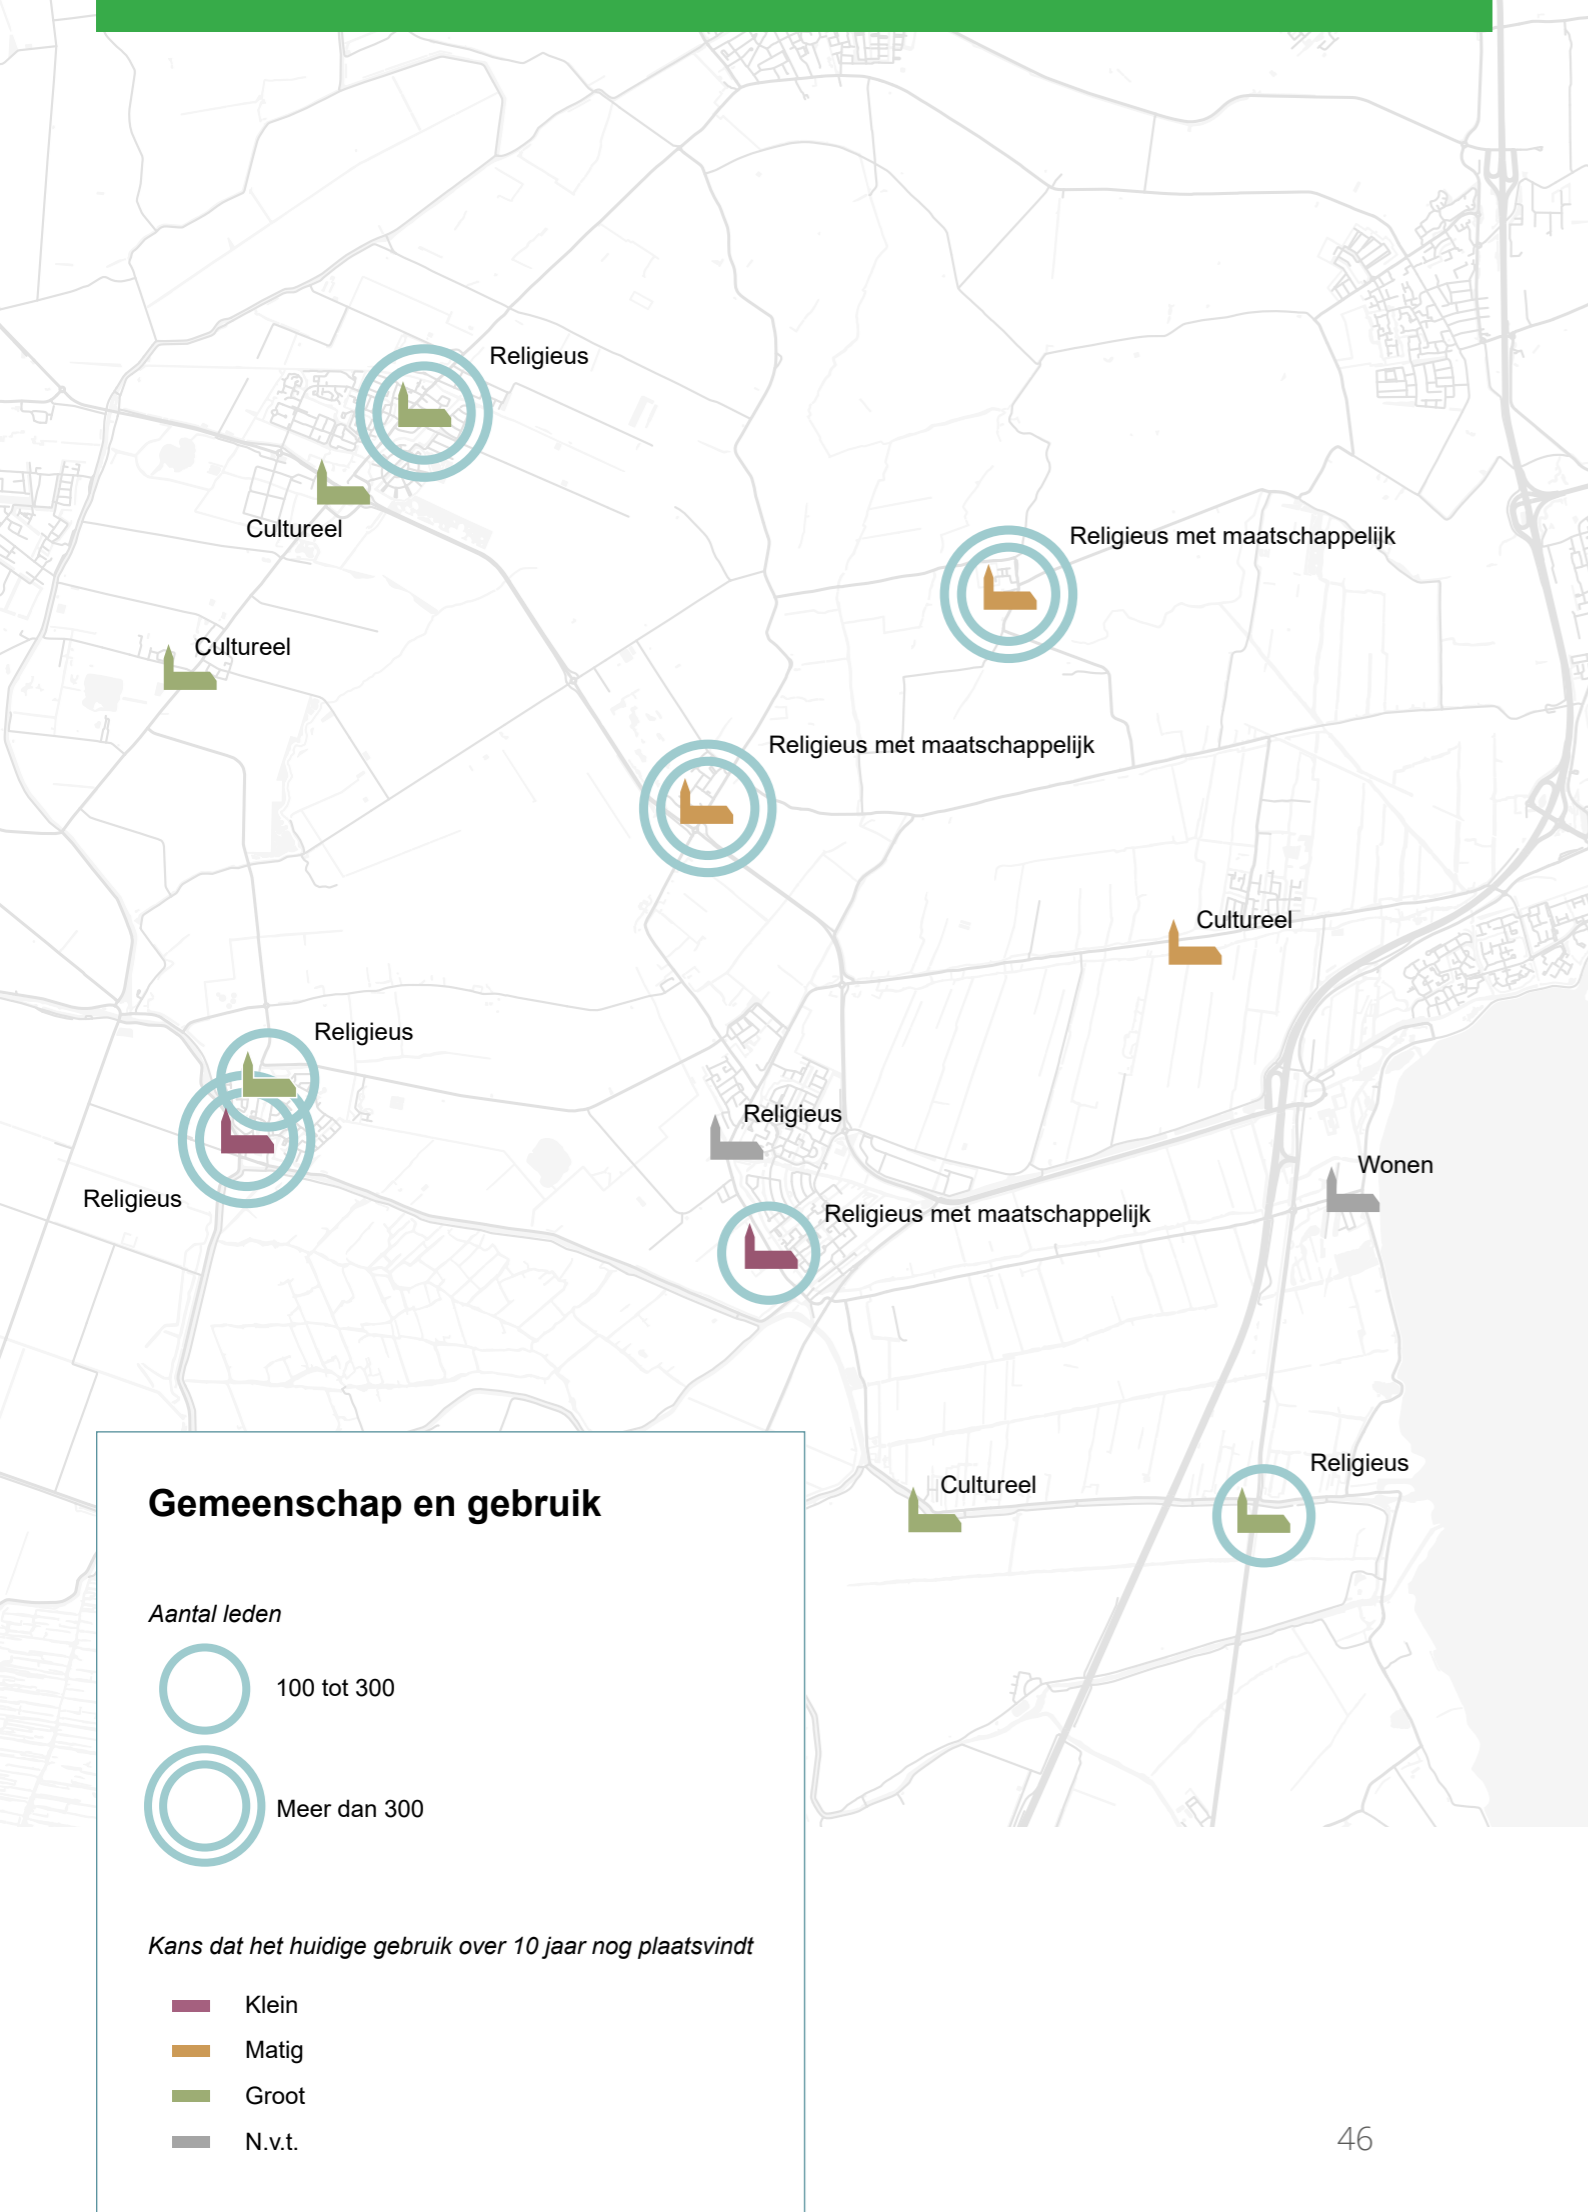 Religieus
Cultureel
Religieus met maatschappelijk
Cultureel
Religieus met maatschappelijk
Cultureel
Religieus
Religieus
Wonen
Religieus
Religieus met maatschappelijk
Religieus
Cultureel
Gemeenschap en gebruik
Aantal leden
100 tot 300
Meer dan 300
Kans dat het huidige gebruik over 10 jaar nog plaatsvindt
Klein
Matig
Groot
N.v.t.
46